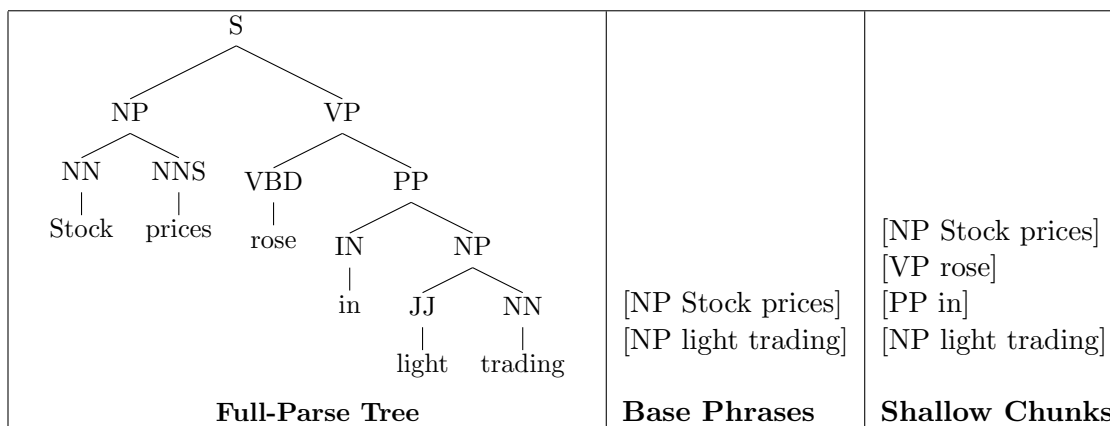 S
NP VP
NN NNS VBD PP
Stock prices rose IN NP
in JJ NN
light trading
Full-Parse Tree
[NP Stock prices]
[NP light trading]
Base Phrases
[NP Stock prices]
[VP rose]
[PP in]
[NP light trading]
Shallow Chunks